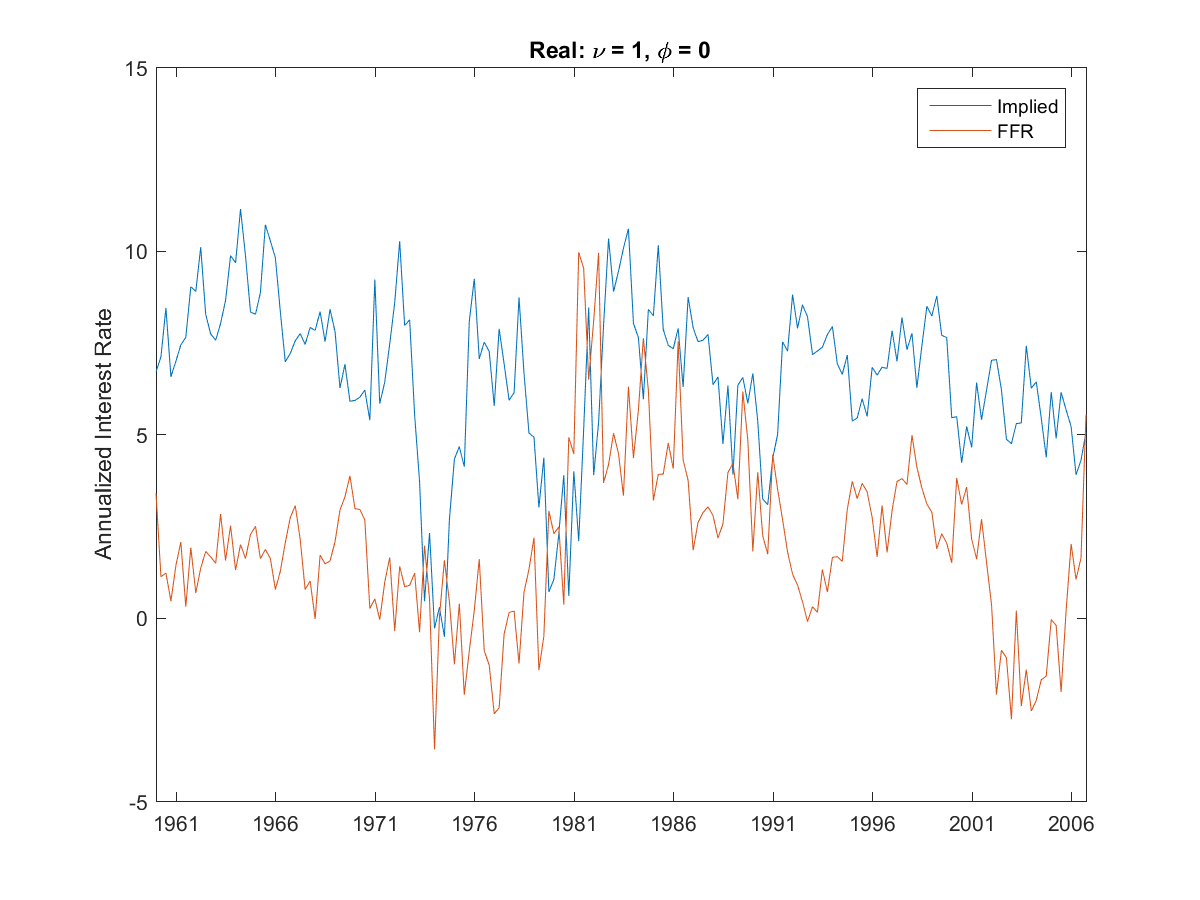 Real: ν = 1, ϕ = 0
Implied
FFR
Annualized Interest Rate
15
10
5
0
-5
1961 1966 1971 1976 1981 1986 1991 1996 2001 2006